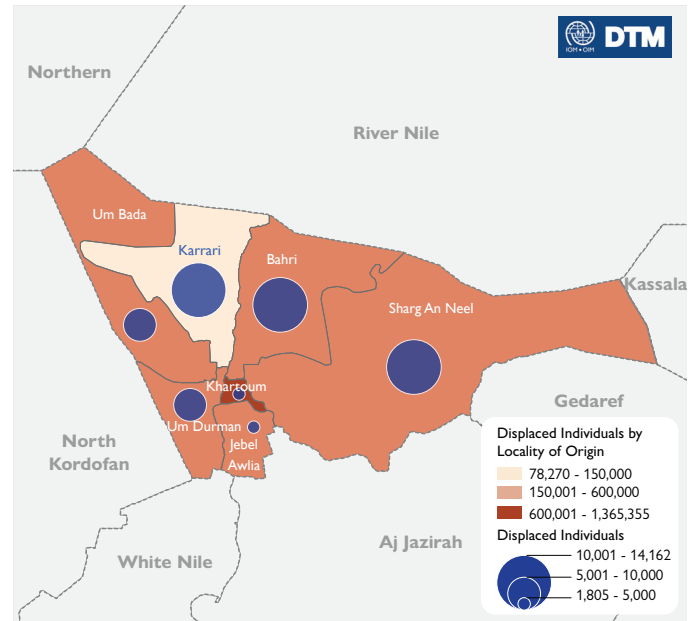 IOM • OIM
DTM
Northern
River Nile
Um Bada
Karrari
Bahri
Kassala
Sharg An Neel
Khartoum
Gedaref
Um Durman
Jebel
Awlia
North
Kordofan
White Nile
Aj Jazirah
Displaced Individuals by
Locality of Origin
78,270 - 150,000
150,001 - 600,000
600,001 - 1,365,355
Displaced Individuals
10,001 - 14,162
5,001 - 10,000
1,805 - 5,000